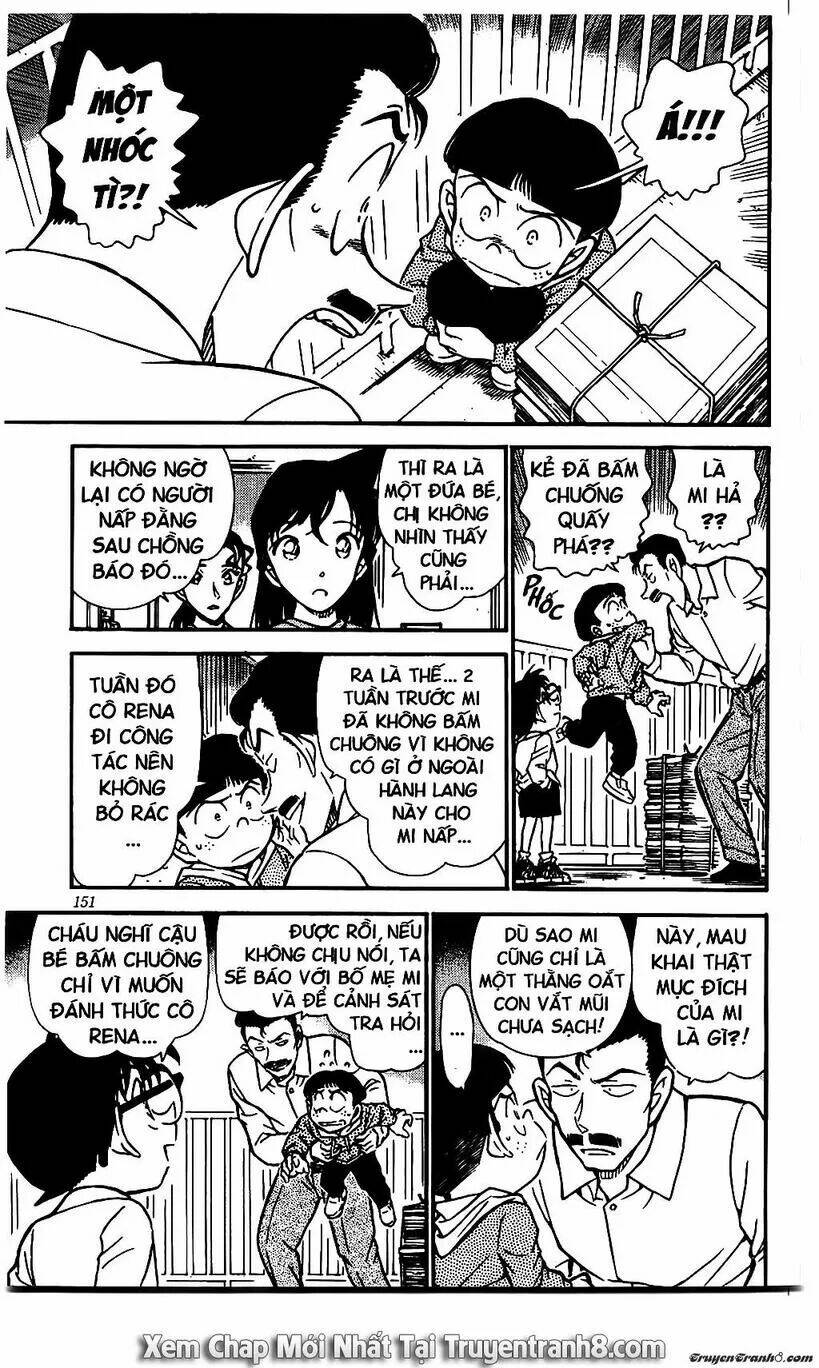 Á!!!
MỘT
NHÓC
TÌ?!
LÀ
MI HẢ
??
KẺ ĐÃ BẤM
CHUỐNG
QUẤY
PHÁ??
PHỐC
THÌ RA LÀ
MỘT ĐỨA BÉ,
CHỊ KHÔNG
NHÌN THẤY
CŨNG
PHẢI...
KHÔNG NGỜ
LẠI CÓ NGƯỜI
NẤP ĐẰNG
SAU CHỒNG
BÁO ĐÓ...
RA LÀ THẾ... 2
TUẦN TRƯỚC MI
ĐÃ KHÔNG BẤM
CHUÔNG VÌ KHÔNG
CÓ GÌ Ở NGOÀI
HÀNH LANG
NÀY CHO
MI NẤP...
TUẦN ĐÓ
CÔ RENA
ĐI CÔNG
TÁC NÊN
KHÔNG
BỎ RÁC
...
151
NÀY, MAU
KHAI THẬT
MỤC ĐÍCH
CỦA MI
LÀ GÌ?!
DÙ SAO MI
CŨNG CHỈ LÀ
MỘT THẰNG OẮT
CON VẮT MŨI
CHƯA SẠCH!
...
ĐƯỢC RỒI, NẾU
KHÔNG CHỊU NÓI, TA
SẼ BÁO VỚI BỐ MẸ MI
VÀ ĐỂ CẢNH SÁT
TRA HỎI
...
CHÁU NGHĨ CẬU
BÉ BẤM CHUÔNG
CHỈ VÌ MUỐN
ĐÁNH THỨC CÔ
RENA...
Xem Chap Mới Nhất Tại Truyentranh8.com
TruyenTranh8.com